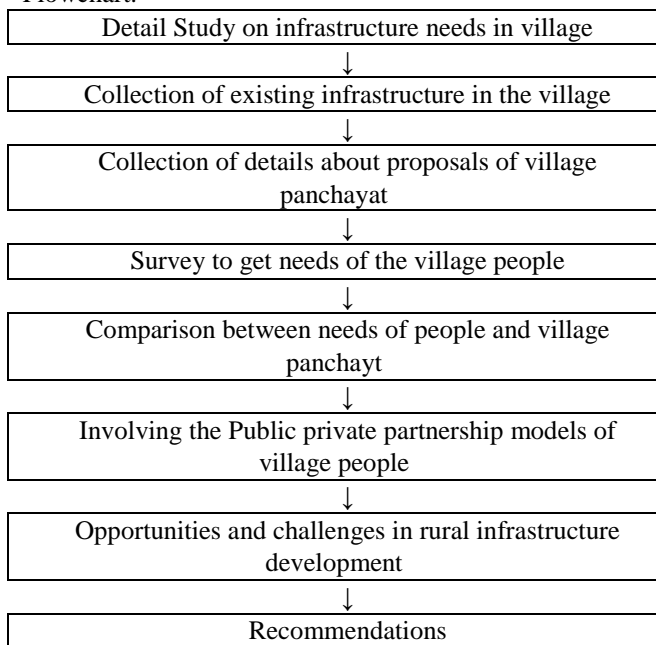 Flowchart:
Detail Study on infrastructure needs in village
↓
Collection of existing infrastructure in the village
↓
Collection of details about proposals of village
panchayat
↓
Survey to get needs of the village people
↓
Comparison between needs of people and village
panchayt
↓
Involving the Public private partnership models of
village people
↓
Opportunities and challenges in rural infrastructure
development
↓
Recommendations